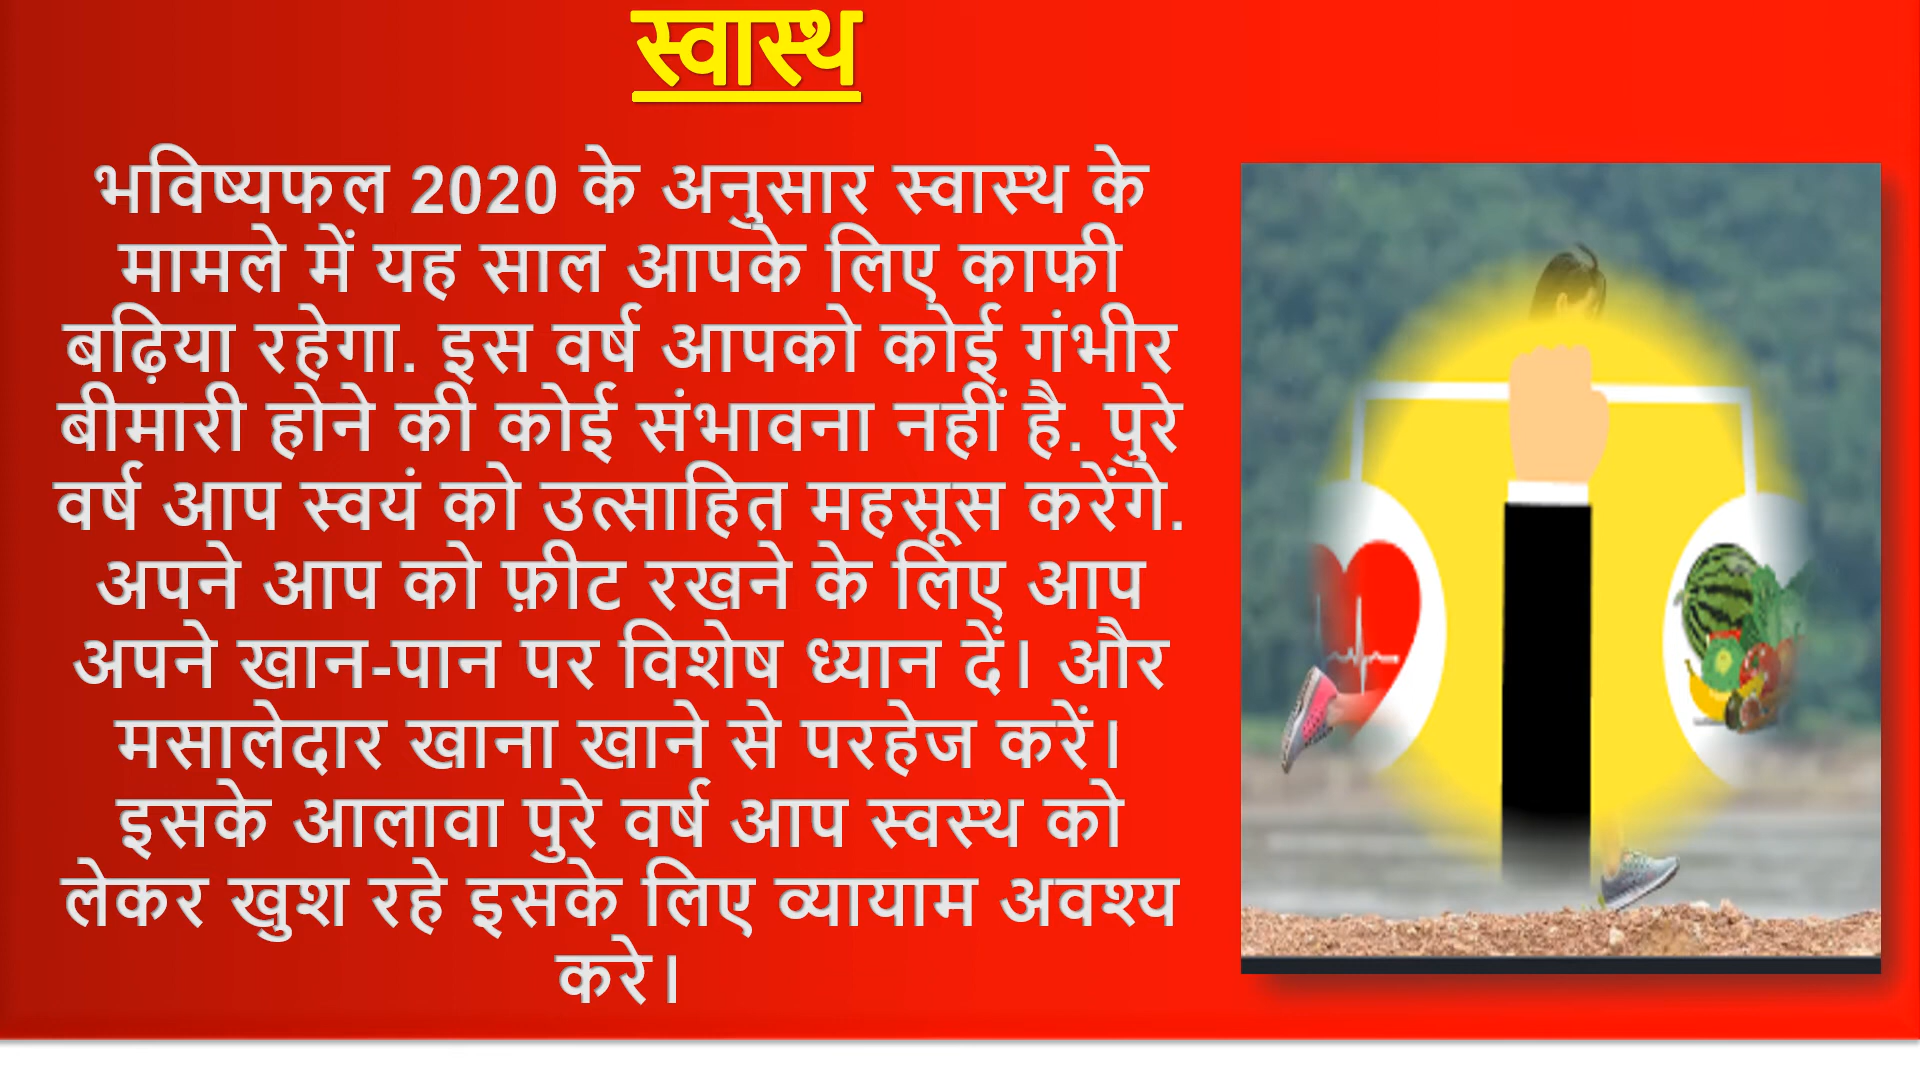 स्वास्थ
भविष्यफल 2020 के अनुसार स्वास्थ के
मामले में यह साल आपके लिए काफी
बढ़िया रहेगा. इस वर्ष आपको कोई गंभीर
बीमारी होने की कोई संभावना नहीं है. पुरे
वर्ष आप स्वयं को उत्साहित महसूस करेंगे.
अपने आप को फ़ीट रखने के लिए आप
अपने खान-पान पर विशेष ध्यान दें। और
मसालेदार खाना खाने से परहेज करें।
इसके आलावा पुरे वर्ष आप स्वस्थ को
लेकर खुश रहे इसके लिए व्यायाम अवश्य
करे।